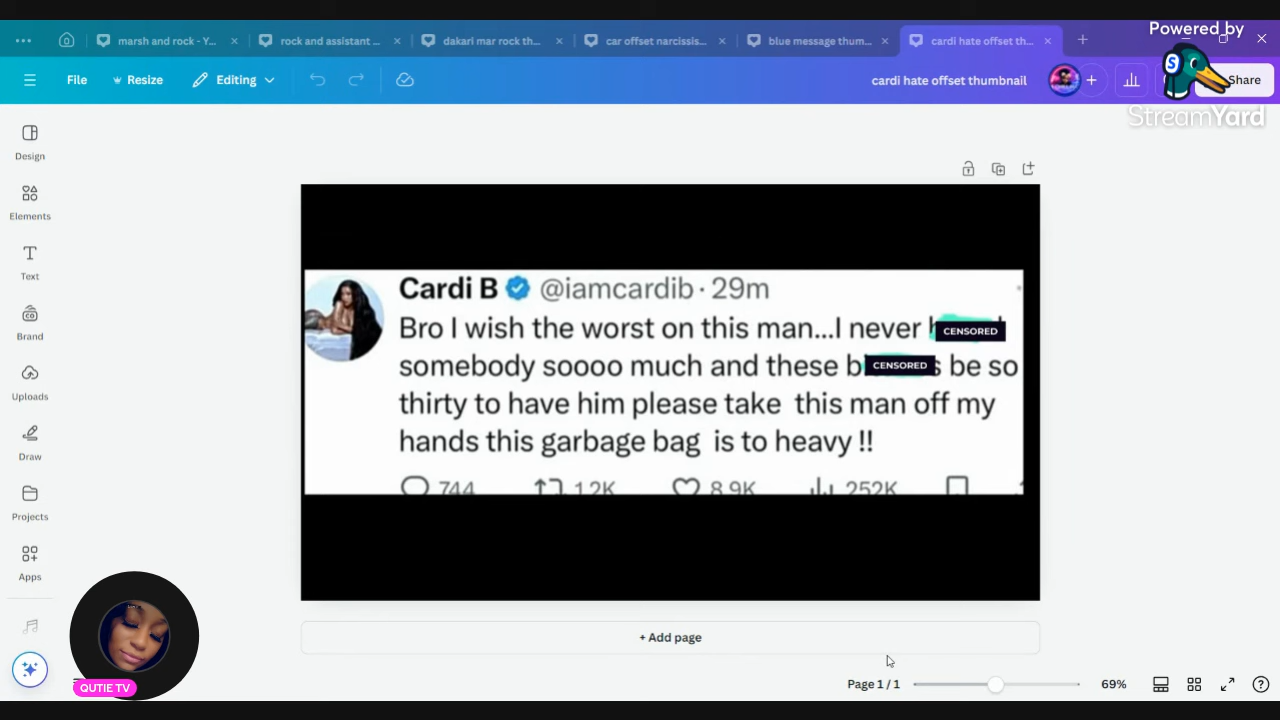 Powered by
StreamYard
marsh and rock - Y...
rock and assistant ...
dakari mar rock th...
car offset narcissis...
blue message thum...
cardi hate offset th...
File
Resize
Editing
cardi hate offset thumbnail
Share
Design
Elements
Text
Brand
Uploads
Draw
Projects
Apps
Cardi B @iamcardib · 29m
Bro I wish the worst on this man...I never CENSORED
somebody soooo much and these b CENSORED s be so
thirty to have him please take this man off my
hands this garbage bag is to heavy !!
744 1.2K 8.9K 252K
+ Add page
QUTIE TV
Page 1 / 1
69%